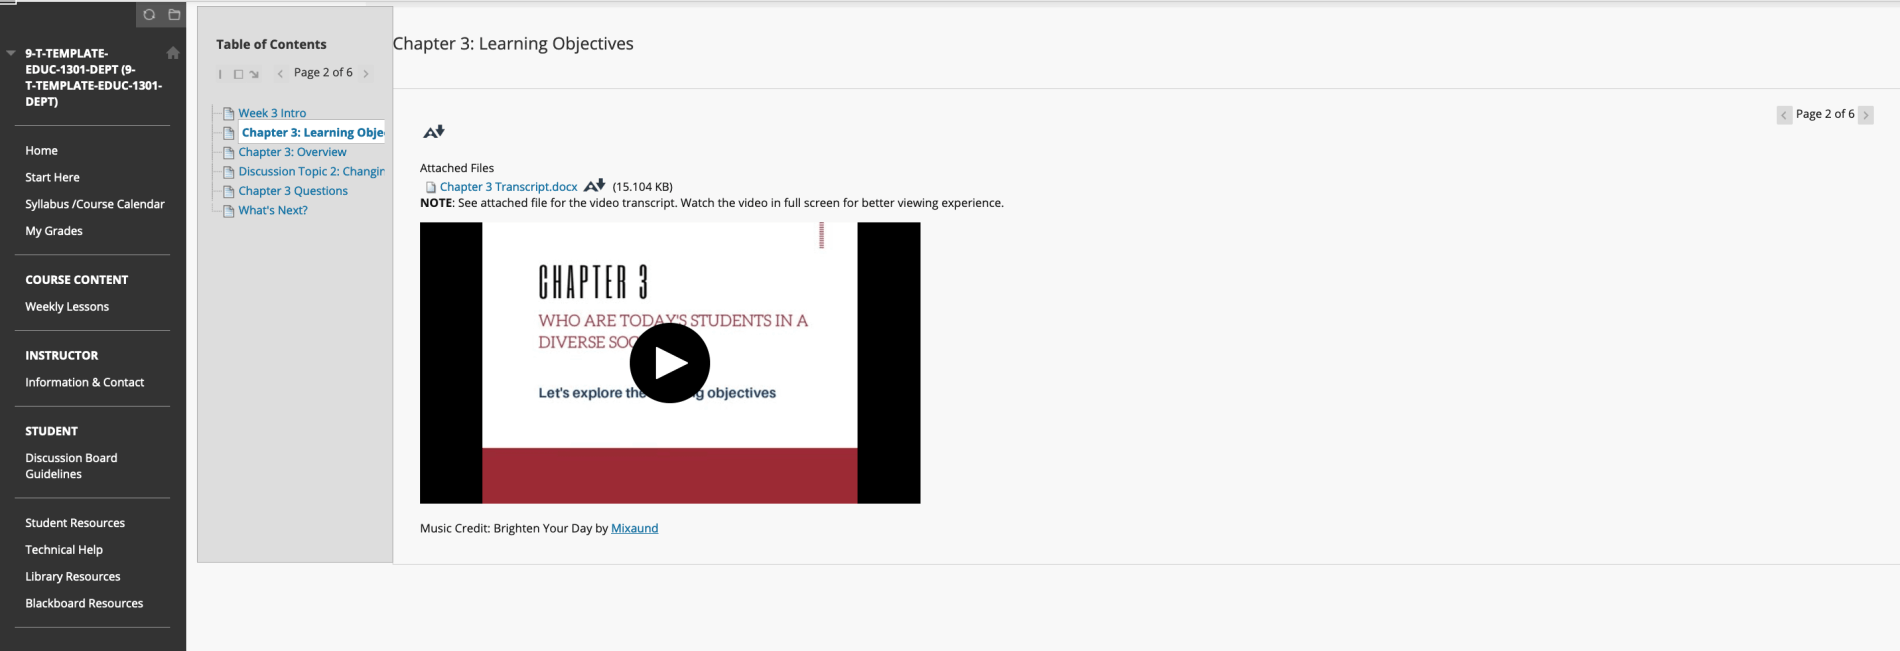 9-T-TEMPLATE-
EDUC-1301-DEPT (9-
T-TEMPLATE-EDUC-1301-
DEPT)
Home
Start Here
Syllabus /Course Calendar
My Grades
COURSE CONTENT
Weekly Lessons
INSTRUCTOR
Information & Contact
STUDENT
Discussion Board
Guidelines
Student Resources
Technical Help
Library Resources
Blackboard Resources
Table of Contents
Page 2 of 6
Week 3 Intro
Chapter 3: Learning Obje
Chapter 3: Overview
Discussion Topic 2: Changin
Chapter 3 Questions
What's Next?
Chapter 3: Learning Objectives
Page 2 of 6
Attached Files
Chapter 3 Transcript.docx (15.104 KB)
NOTE: See attached file for the video transcript. Watch the video in full screen for better viewing experience.
CHAPTER 3
WHO ARE TODAY'S STUDENTS IN A
DIVERSE SOC
Let's explore the g objectives
Music Credit: Brighten Your Day by Mixaund